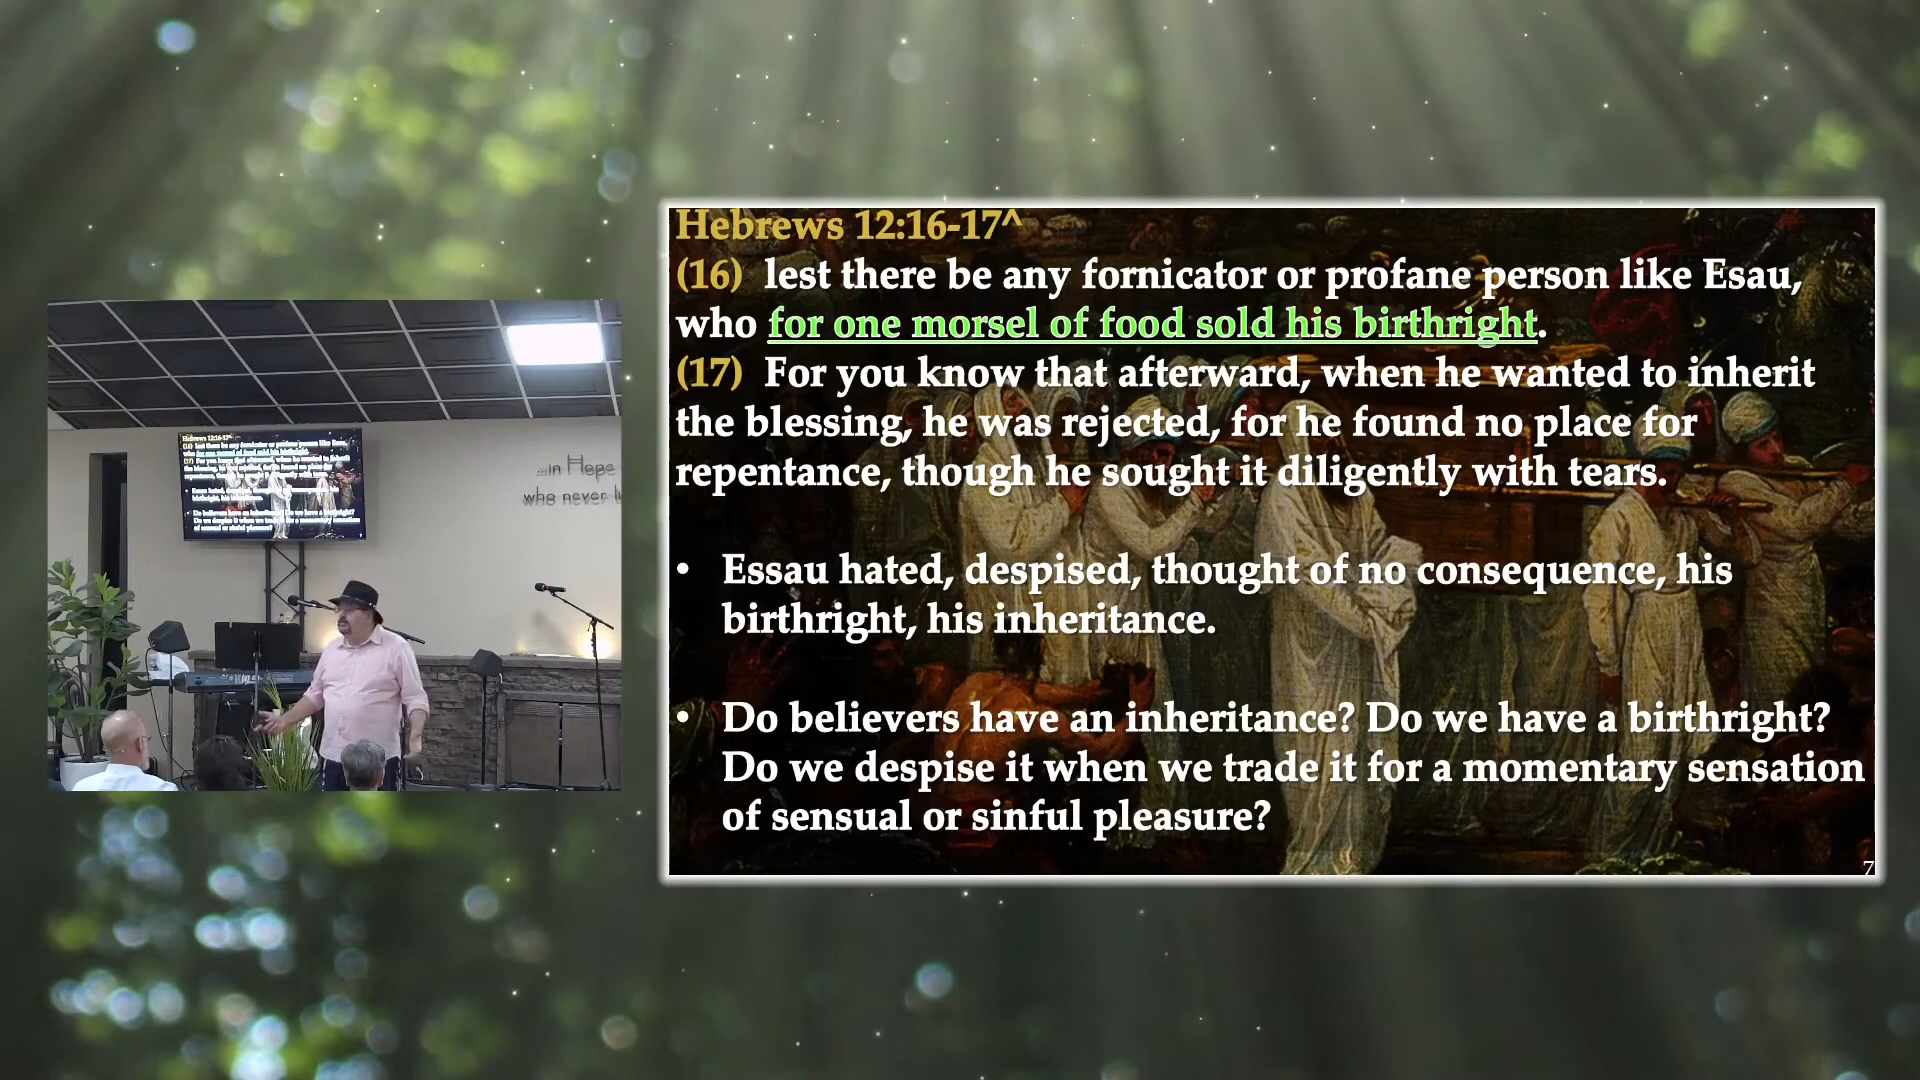 Hebrews 12:16-17^
(16) lest there be any fornicator or profane person like Esau,
who for one morsel of food sold his birthright.
(17) For you know that afterward, when he wanted to inherit
the blessing, he was rejected, for he found no place for
repentance, though he sought it diligently with tears.
• Essau hated, despised, thought of no consequence, his
birthright, his inheritance.
• Do believers have an inheritance? Do we have a birthright?
Do we despise it when we trade it for a momentary sensation
of sensual or sinful pleasure?
7
...in Hope
who never